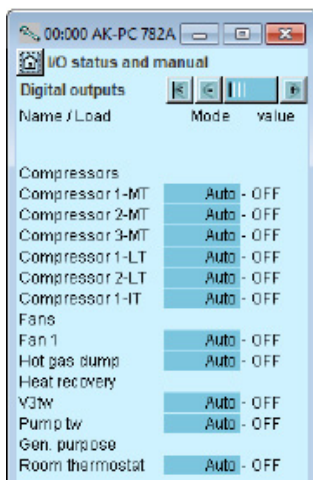 00:000 AK-PC 782A
I/O status and manual
Digital outputs
Name / Load Mode value
Compressors
Compressor 1-MT Auto - OFF
Compressor 2-MT Auto - OFF
Compressor 3-MT Auto - OFF
Compressor 1-LT Auto - OFF
Compressor 2-LT Auto - OFF
Compressor 1-IT Auto - OFF
Fans
Fan 1 Auto - OFF
Hot gas dump Auto - OFF
Heat recovery
V3tw Auto - OFF
Pump tw Auto - OFF
Gen. purpose
Room thermostat Auto - OFF